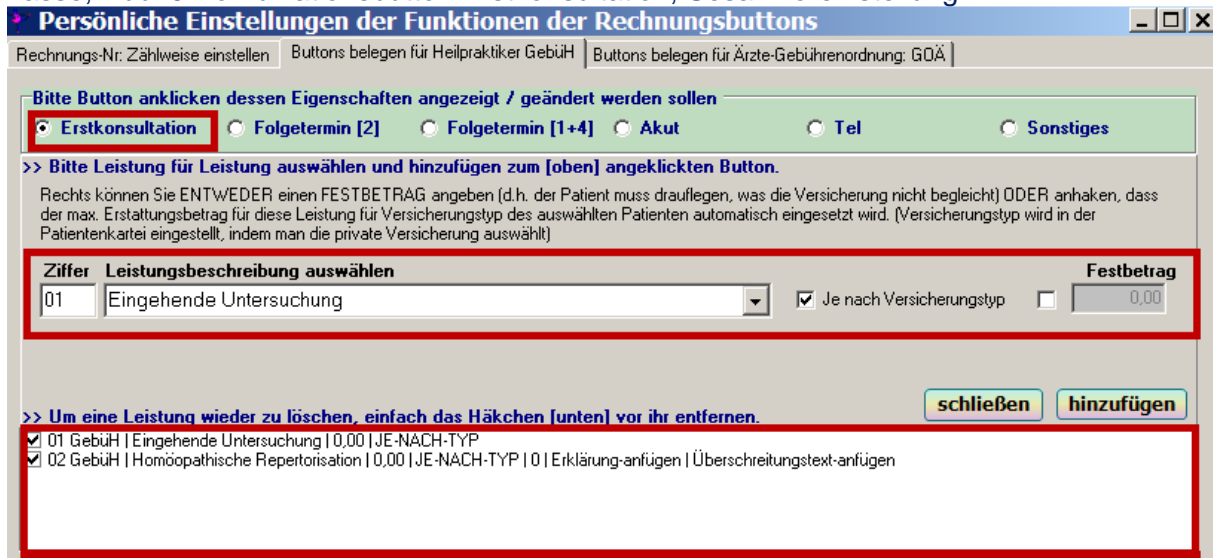 Persönliche Einstellungen der Funktionen der Rechnungsbuttons
Rechnungs-Nr: Zählweise einstellen Buttons belegen für Heilpraktiker GebüH Buttons belegen für Ärzte-Gebührenordnung: GOÄ
Bitte Button anklicken dessen Eigenschaften angezeigt / geändert werden sollen
Erstkonsultation Folgetermin [2] Folgetermin [1+4] Akut Tel Sonstiges
>> Bitte Leistung für Leistung auswählen und hinzufügen zum [oben] angeklickten Button.
Rechts können Sie ENTWEDER einen FESTBETRAG angeben (d.h. der Patient muss drauflegen, was die Versicherung nicht begleicht) ODER anhaken, dass
der max. Erstattungsbetrag für diese Leistung für Versicherungstyp des auswählten Patienten automatisch eingesetzt wird. (Versicherungstyp wird in der
Patientenkartei eingestellt, indem man die private Versicherung auswählt)
Ziffer Leistungsbeschreibung auswählen Festbetrag
01 Eingehende Untersuchung Je nach Versicherungstyp 0,00
schließen hinzufügen
>> Um eine Leistung wieder zu löschen, einfach das Häkchen [unten] vor ihr entfernen.
01 GebüH | Eingehende Untersuchung | 0,00 | JE-NACH-TYP
02 GebüH | Homöopathische Repertorisation | 0,00 | JE-NACH-TYP | 0 | Erklärung-anfügen | Überschreitungstext-anfügen